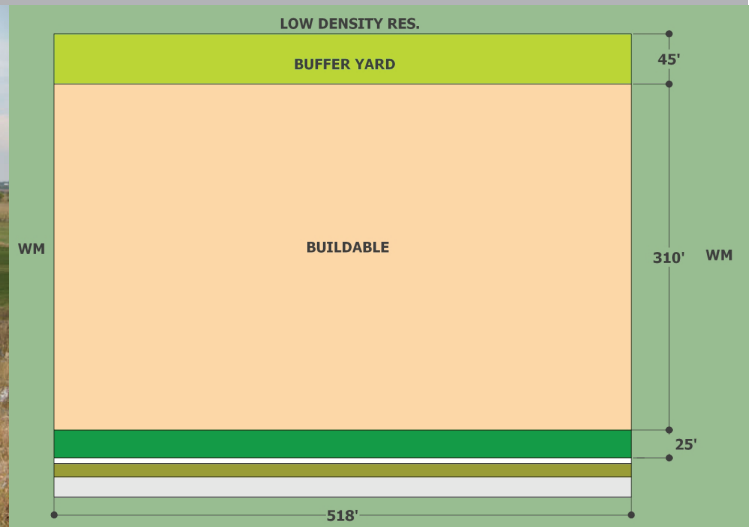 LOW DENSITY RES.
BUFFER YARD
45'
WM
BUILDABLE
310'
WM
25'
518'